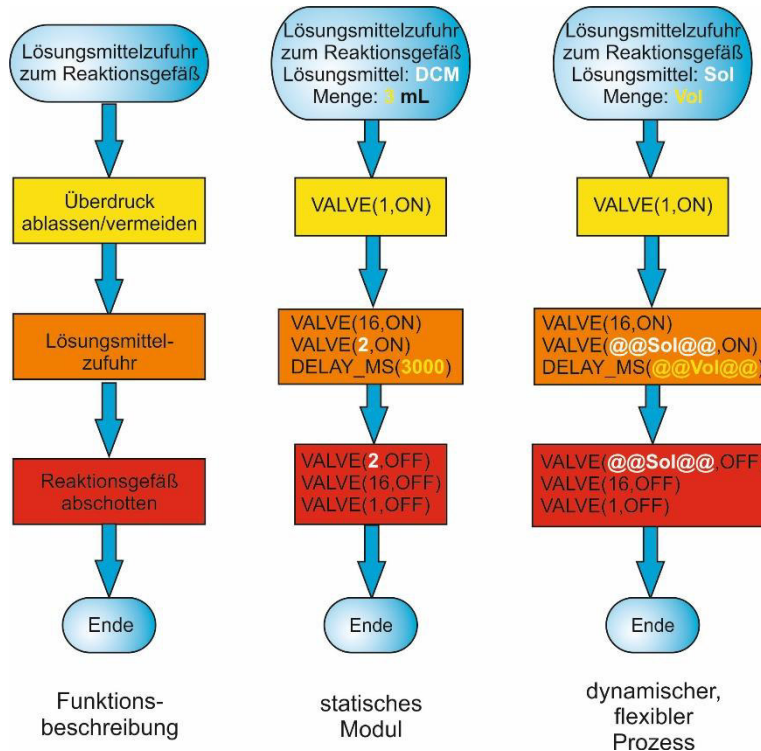 Lösungsmittelzufuhr
zum Reaktionsgefäß
Überdruck
ablassen/vermeiden
Lösungsmittel-
zufuhr
Reaktionsgefäß
abschotten
Ende
Funktions-
beschreibung
Lösungsmittelzufuhr
zum Reaktionsgefäß
Lösungsmittel: DCM
Menge: 3 mL
VALVE(1,ON)
VALVE(16,ON)
VALVE(2,ON)
DELAY_MS(3000)
VALVE(2,OFF)
VALVE(16,OFF)
VALVE(1,OFF)
Ende
statisches
Modul
Lösungsmittelzufuhr
zum Reaktionsgefäß
Lösungsmittel: Sol
Menge: Vol
VALVE(1,ON)
VALVE(16,ON)
VALVE(@@Sol@@,ON)
DELAY_MS(@@Vol@@)
VALVE(@@Sol@@,OFF
VALVE(16,OFF)
VALVE(1,OFF)
Ende
dynamischer,
flexibler
Prozess